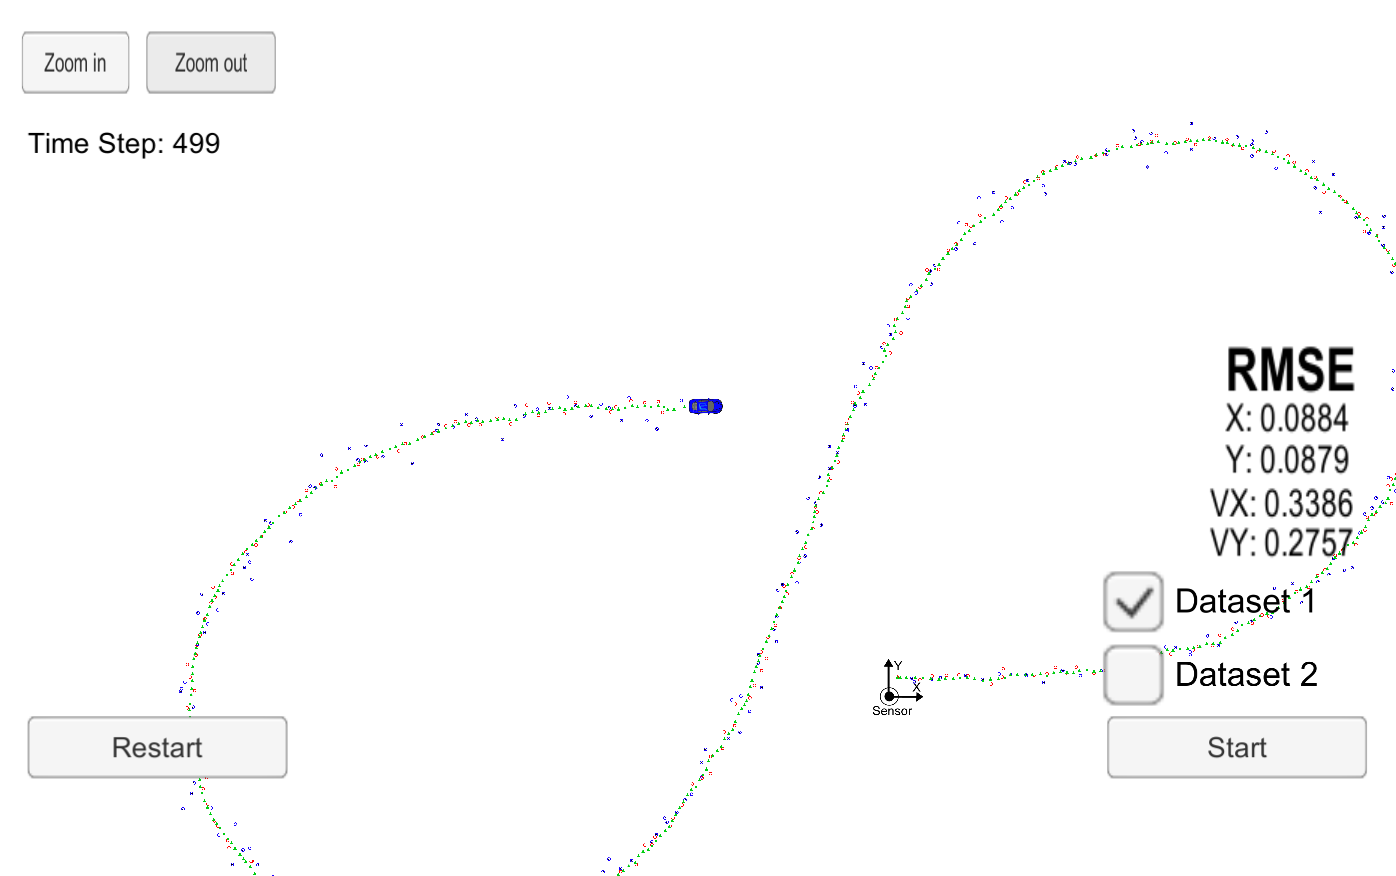 Zoom in
Zoom out
Time Step: 499
RMSE
X: 0.0884
Y: 0.0879
VX: 0.3386
VY: 0.2757
Dataset 1
Dataset 2
Y
X
Sensor
Restart
Start